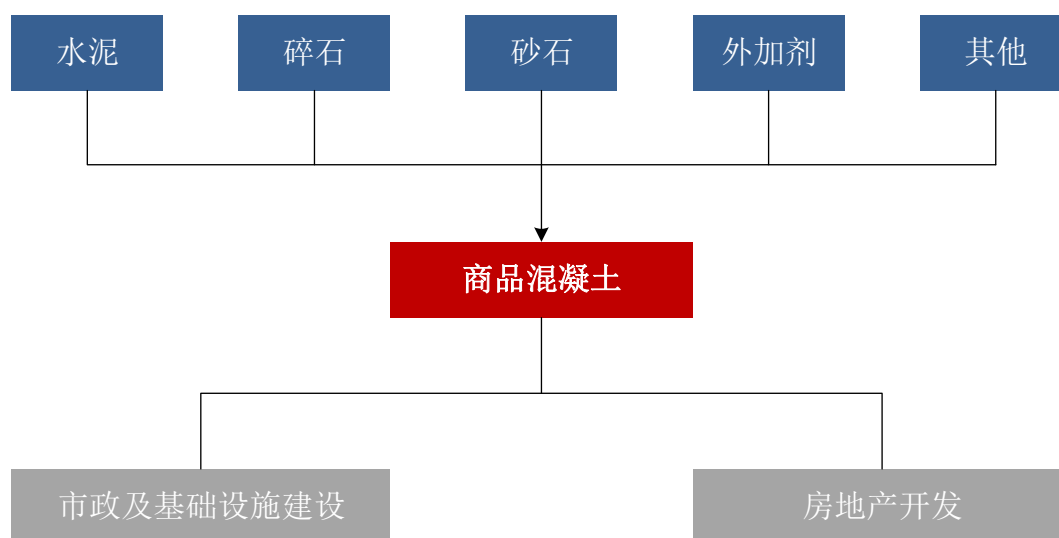 水泥
碎石
砂石
外加剂
其他
商品混凝土
市政及基础设施建设
房地产开发